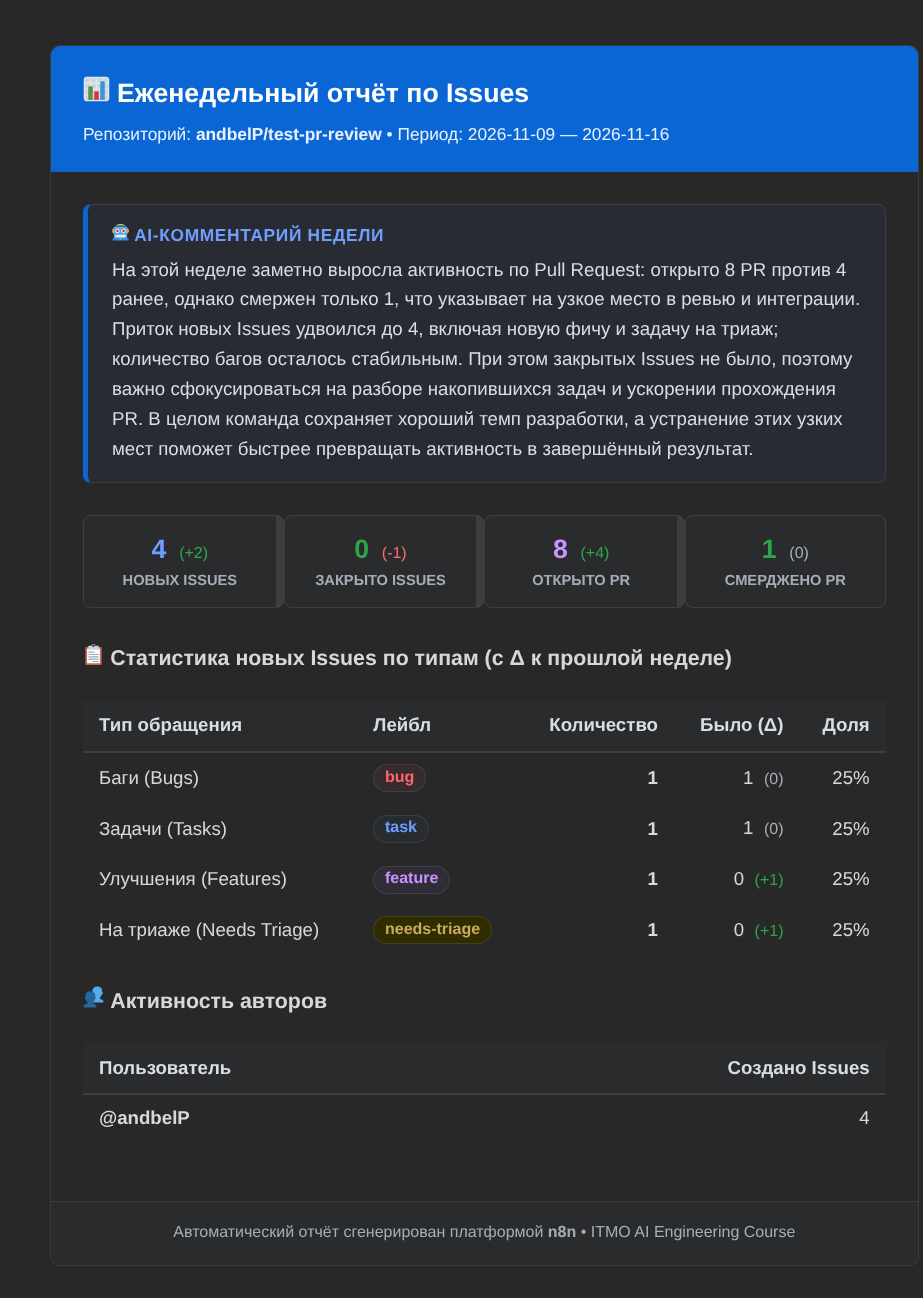 Еженедельный отчёт по Issues
Репозиторий: andbelP/test-pr-review • Период: 2026-11-09 — 2026-11-16
AI-КОММЕНТАРИЙ НЕДЕЛИ
На этой неделе заметно выросла активность по Pull Request: открыто 8 PR против 4
ранее, однако смержен только 1, что указывает на узкое место в ревью и интеграции.
Приток новых Issues удвоился до 4, включая новую фичу и задачу на триаж;
количество багов осталось стабильным. При этом закрытых Issues не было, поэтому
важно сфокусироваться на разборе накопившихся задач и ускорении прохождения
PR. В целом команда сохраняет хороший темп разработки, а устранение этих узких
мест поможет быстрее превращать активность в завершённый результат.
4 (+2) 0 (-1) 8 (+4) 1 (0)
НОВЫХ ISSUES ЗАКРЫТО ISSUES ОТКРЫТО PR СМЕРДЖЕНО PR
Статистика новых Issues по типам (с Δ к прошлой неделе)
Тип обращения Лейбл Количество Было (Δ) Доля
Баги (Bugs) bug 1 1 (0) 25%
Задачи (Tasks) task 1 1 (0) 25%
Улучшения (Features) feature 1 0 (+1) 25%
На триаже (Needs Triage) needs-triage 1 0 (+1) 25%
Активность авторов
Пользователь Создано Issues
@andbelP 4
Автоматический отчёт сгенерирован платформой n8n • ITMO AI Engineering Course